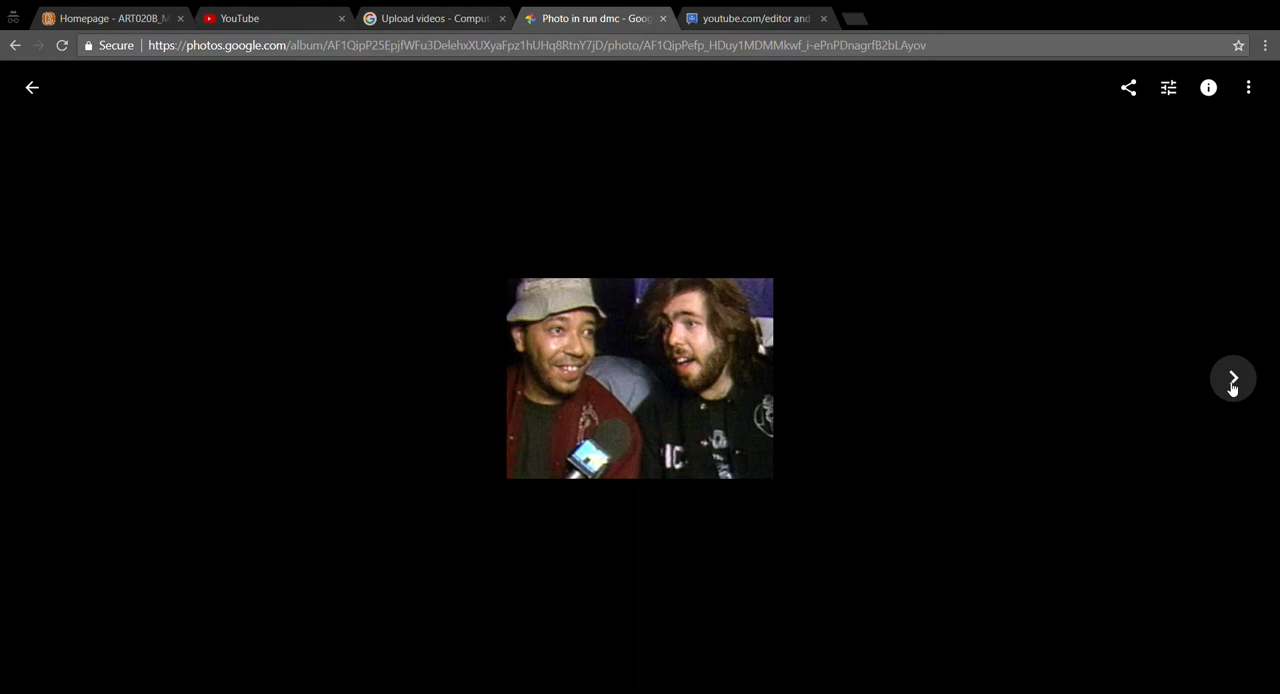 Homepage - ART020B_M
YouTube
Upload videos - Comput
Photo in run dmc - Goog
youtube.com/editor and
Secure
https://photos.google.com/album/AF1QipP25EpjfWFu3DelehxXUXyaFpz1hUHq8RtnY7jD/photo/AF1QipPefp_HDuy1MDMMkwf_i-ePnPDnagrfB2bLAyov